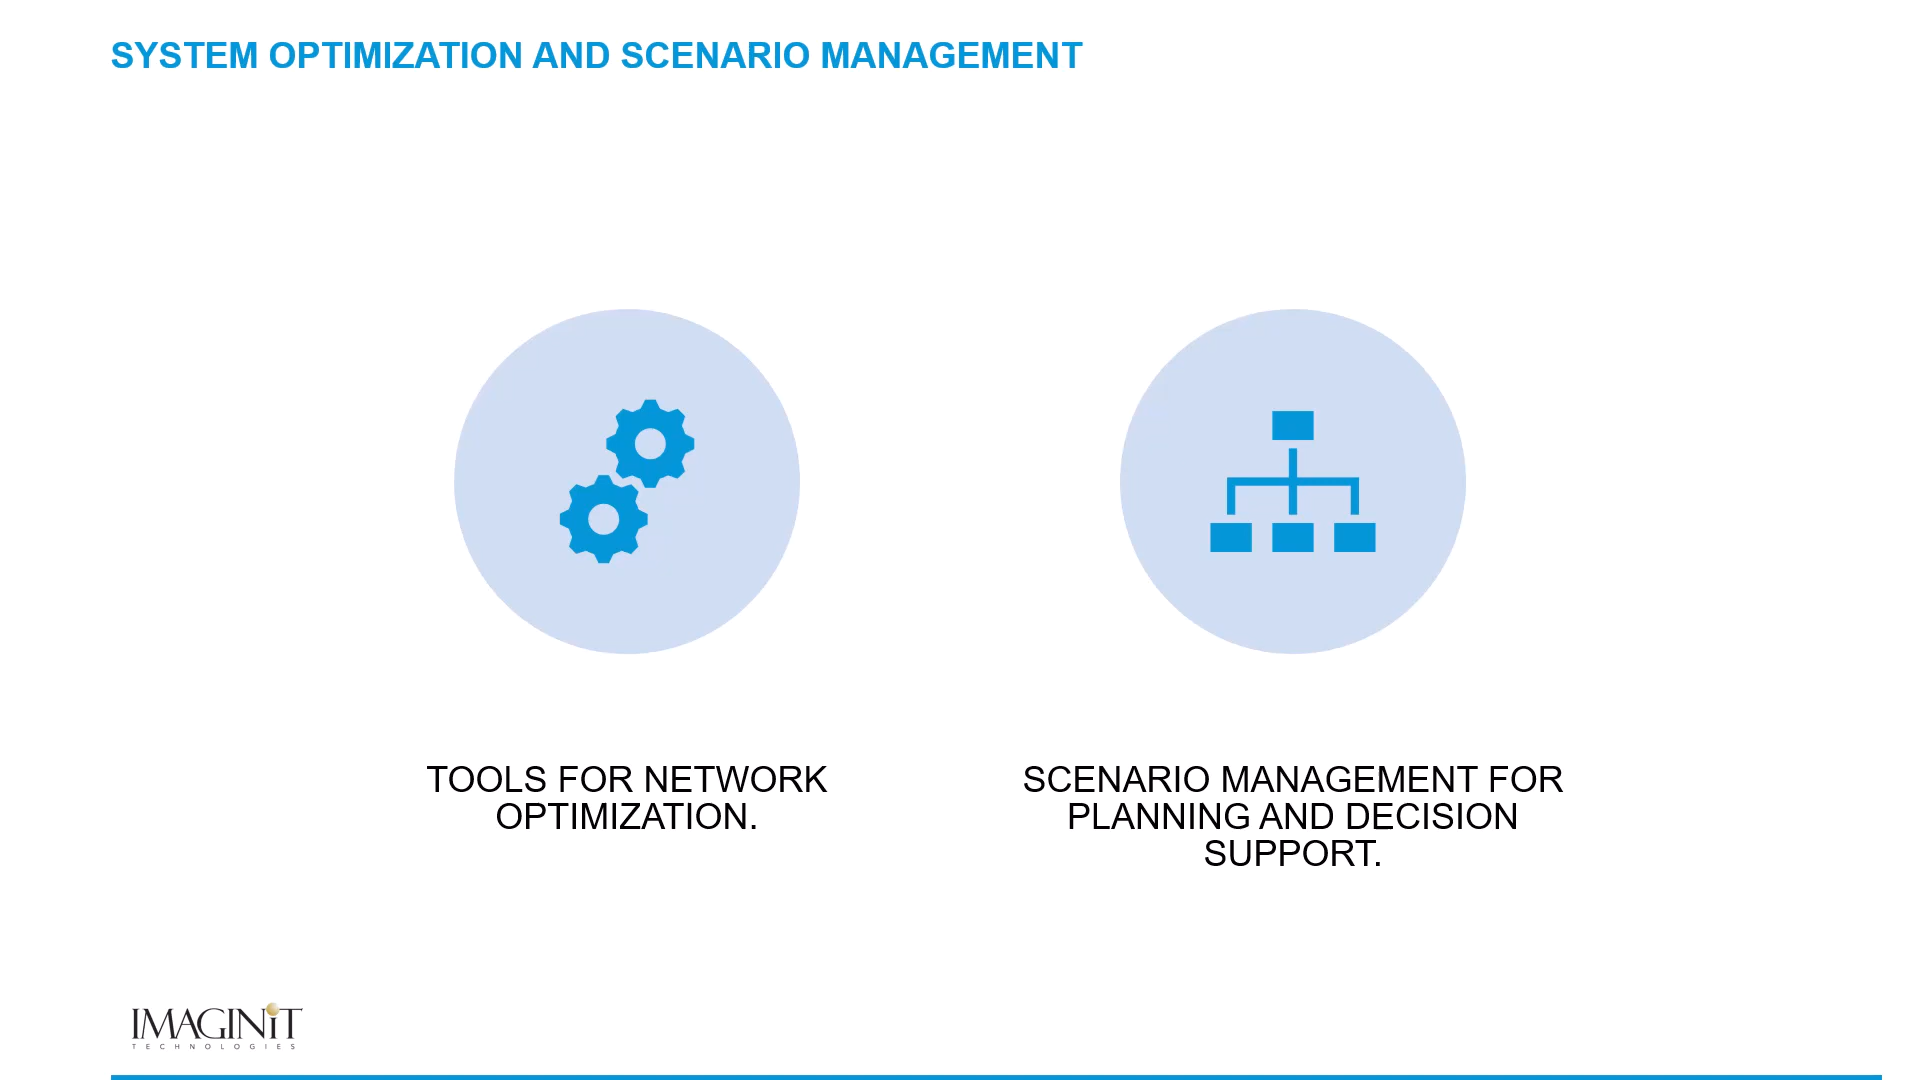 SYSTEM OPTIMIZATION AND SCENARIO MANAGEMENT
TOOLS FOR NETWORK
OPTIMIZATION.
SCENARIO MANAGEMENT FOR
PLANNING AND DECISION
SUPPORT.
IMAGINiT
TECHNOLOGIES